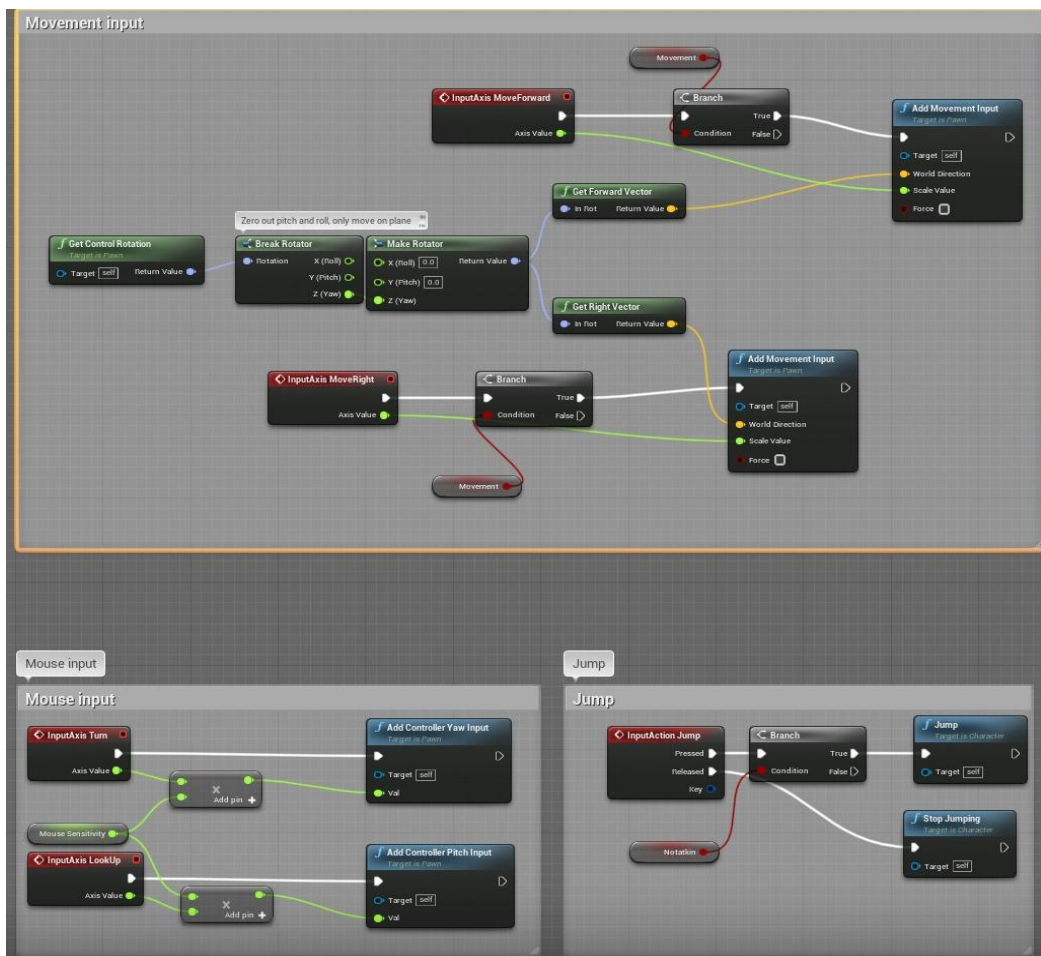 Movement input
Movement
InputAxis MoveForward
Axis Value
Branch
True
Condition
False
Add Movement Input
Target is Pawn
Target self
World Direction
Scale Value
Force
Get Forward Vector
In Rot Return Value
Zero out pitch and roll, only move on plane
Get Control Rotation
Target is Pawn
Target self Return Value
Break Rotator
Rotation X (Roll)
Y (Pitch)
Z (Yaw)
Make Rotator
X (Roll) 0.0 Return Value
Y (Pitch) 0.0
Z (Yaw)
Get Right Vector
In Rot Return Value
InputAxis MoveRight
Axis Value
Branch
True
Condition False
Add Movement Input
Target is Pawn
Target self
World Direction
Scale Value
Force
Movement
Mouse input
Mouse input
InputAxis Turn
Axis Value
Add pin +
Add Controller Yaw Input
Target is Pawn
Target self
Val
Mouse Sensitivity
InputAxis LookUp
Axis Value
Add pin +
Add Controller Pitch Input
Target is Pawn
Target self
Val
Jump
Jump
InputAction Jump
Pressed
Released
Key
Branch
True
Condition False
Jump
Target is Character
Target self
Stop Jumping
Target is Character
Target self
NotatkiN